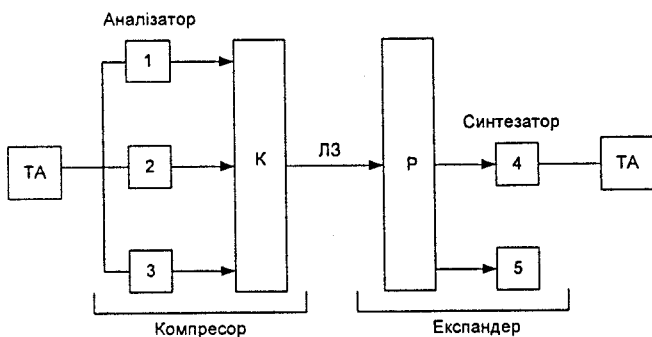 Аналізатор
1
ТА
2
К
ЛЗ
Р
Синтезатор
4
ТА
3
5
Компресор
Експандер